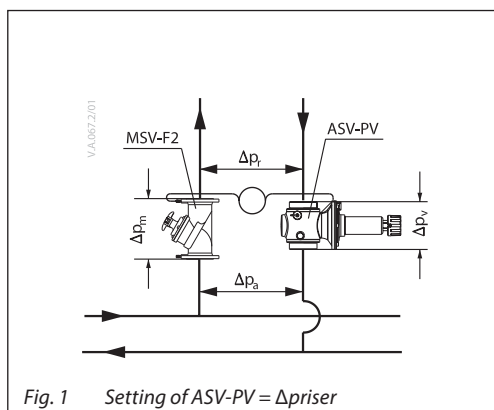 V.A.067.2/01
MSV-F2
ASV-PV
Δpr
Δpm
Δpv
Δpa
Fig. 1 Setting of ASV-PV = Δpriser